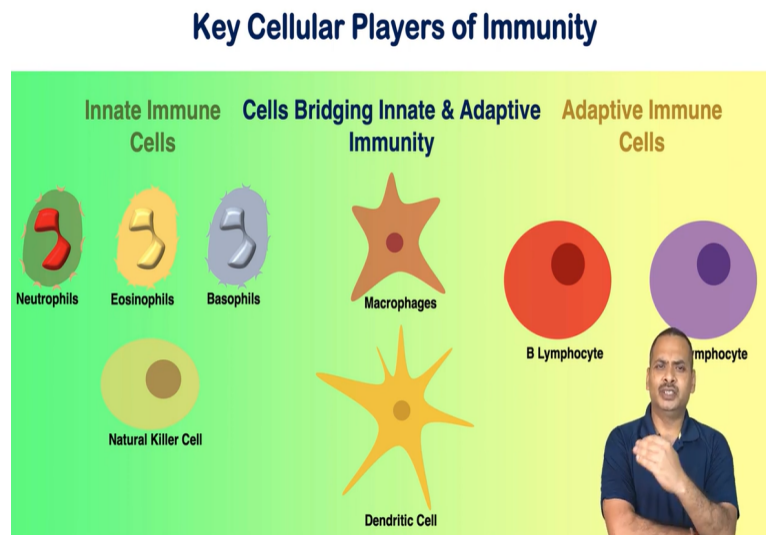 Key Cellular Players of Immunity
Innate Immune
Cells
Cells Bridging Innate & Adaptive
Immunity
Adaptive Immune
Cells
Neutrophils
Eosinophils
Basophils
Macrophages
B Lymphocyte
mphocyte
Natural Killer Cell
Dendritic Cell